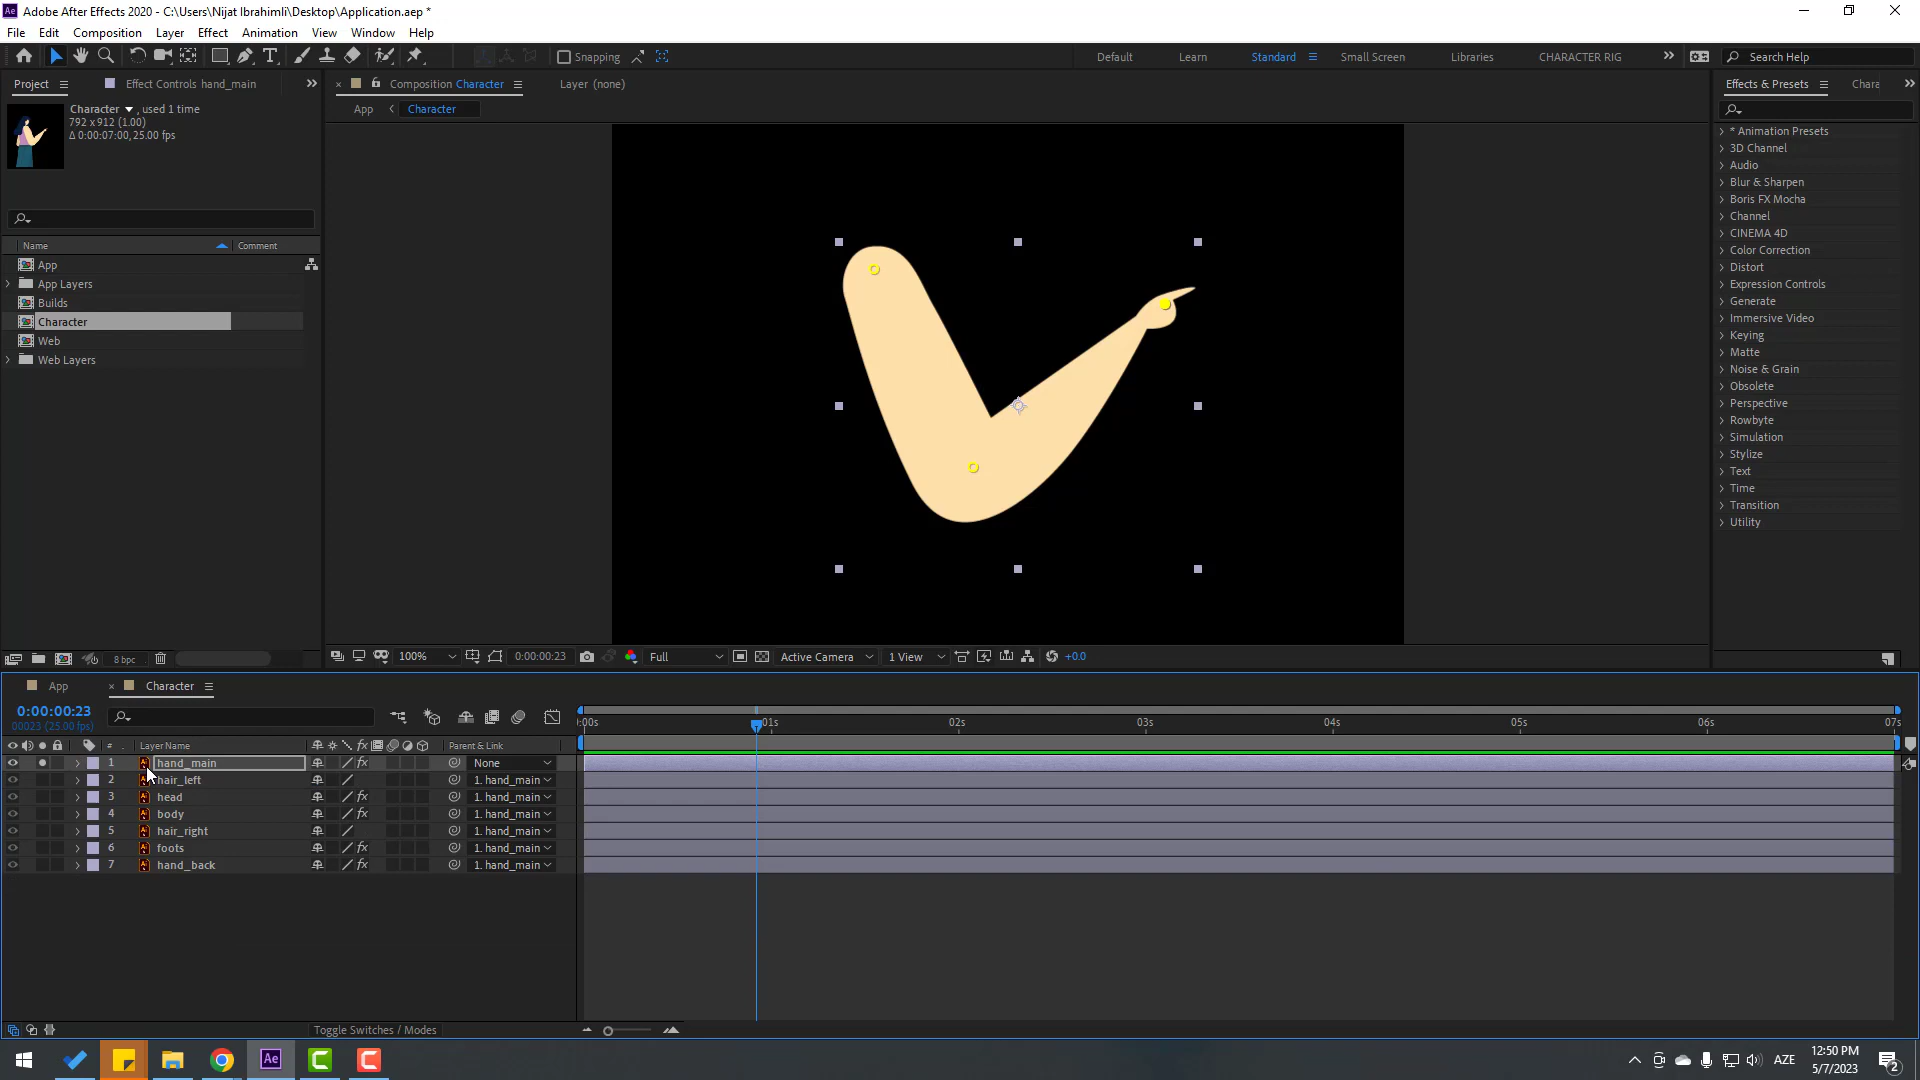 Adobe After Effects 2020 - C:\Users\Nijat Ibrahimli\Desktop\Application.aep *
File Edit Composition Layer Effect Animation View Window Help
Snapping Default Learn Standard Small Screen Libraries CHARACTER RIG Search Help
Project Effect Controls hand_main Composition Character Layer (none) Effects & Presets Chara
Character , used 1 time
792 x 912 (1.00)
Δ 0:00:07:00, 25.00 fps
App Character
Name Comment
App
App Layers
Builds
Character
Web
Web Layers
* Animation Presets
3D Channel
Audio
Blur & Sharpen
Boris FX Mocha
Channel
CINEMA 4D
Color Correction
Distort
Expression Controls
Generate
Immersive Video
Keying
Matte
Noise & Grain
Obsolete
Perspective
Rowbyte
Simulation
Stylize
Text
Time
Transition
Utility
8 bpc 100% 0:00:00:23 Full Active Camera 1 View +0.0
App Character
0:00:00:23
00023 (25.00 fps)
:00s 01s 02s 03s 04s 05s 06s 07s
# Layer Name Parent & Link
1 hand_main None
2 hair_left 1. hand_main
3 head 1. hand_main
4 body 1. hand_main
5 hair_right 1. hand_main
6 foots 1. hand_main
7 hand_back 1. hand_main
Toggle Switches / Modes
AZE
12:50 PM
5/7/2023
2